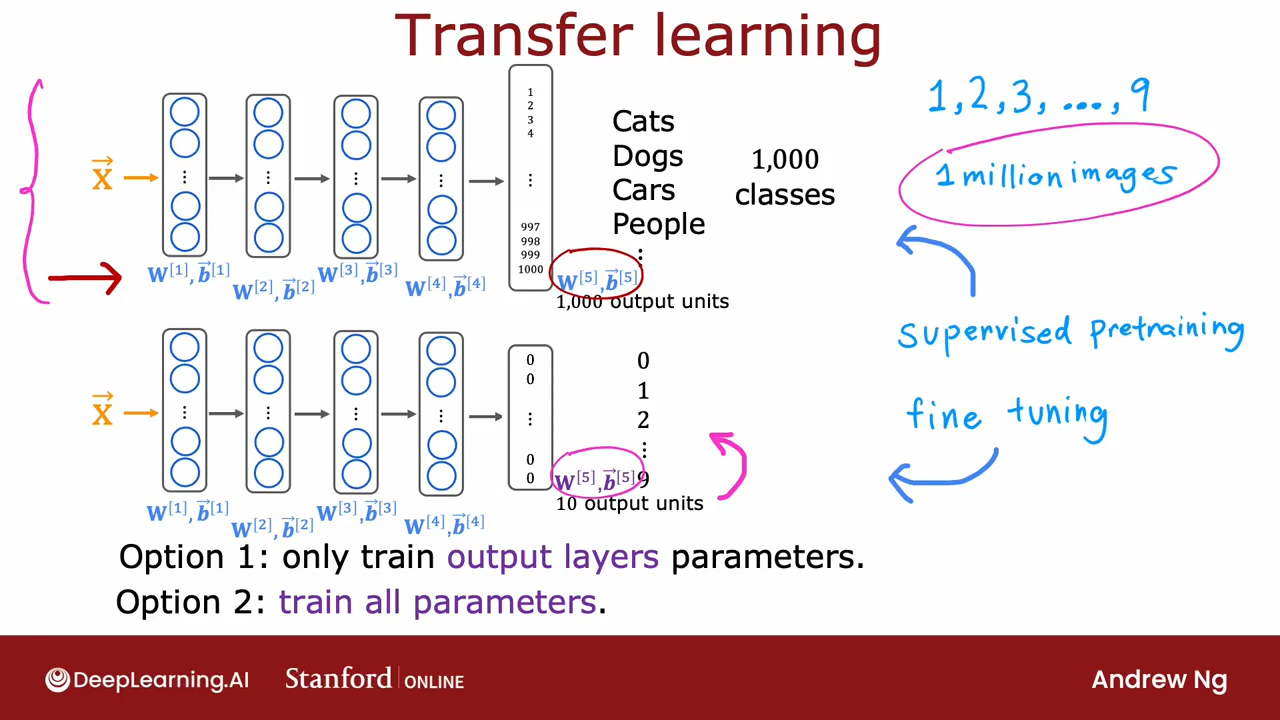 Transfer learning
1, 2, 3, ..., 9
1 million images
1
2
3
4
⋮
997
998
999
1000
Cats
Dogs
Cars
People
⋮
1,000
classes
x⃗
⋮ ⋮ ⋮ ⋮
W[1], b⃗[1]
W[2], b⃗[2]
W[3], b⃗[3]
W[4], b⃗[4]
W[5], b⃗[5]
1,000 output units
supervised pretraining
fine tuning
x⃗
⋮ ⋮ ⋮ ⋮
0
0
⋮
0
0
0
1
2
⋮
9
W[1], b⃗[1]
W[2], b⃗[2]
W[3], b⃗[3]
W[4], b⃗[4]
W[5], b⃗[5]
10 output units
Option 1: only train output layers parameters.
Option 2: train all parameters.
DeepLearning.AI
Stanford | ONLINE
Andrew Ng